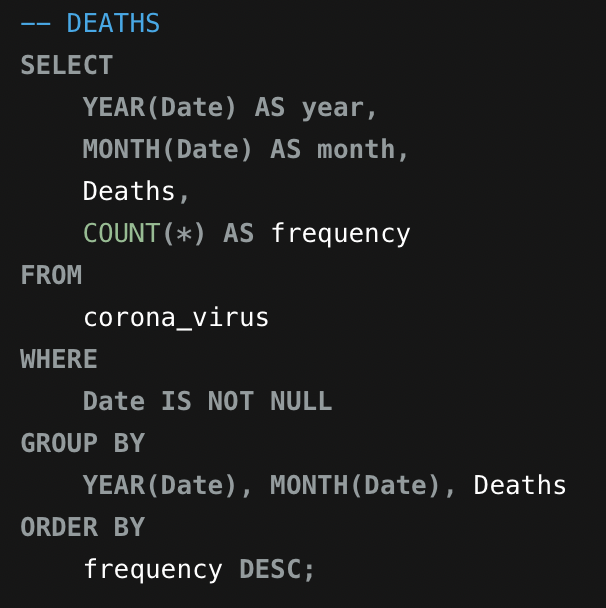 -- DEATHS
SELECT
    YEAR(Date) AS year,
    MONTH(Date) AS month,
    Deaths,
    COUNT(*) AS frequency
FROM
    corona_virus
WHERE
    Date IS NOT NULL
GROUP BY
    YEAR(Date), MONTH(Date), Deaths
ORDER BY
    frequency DESC;